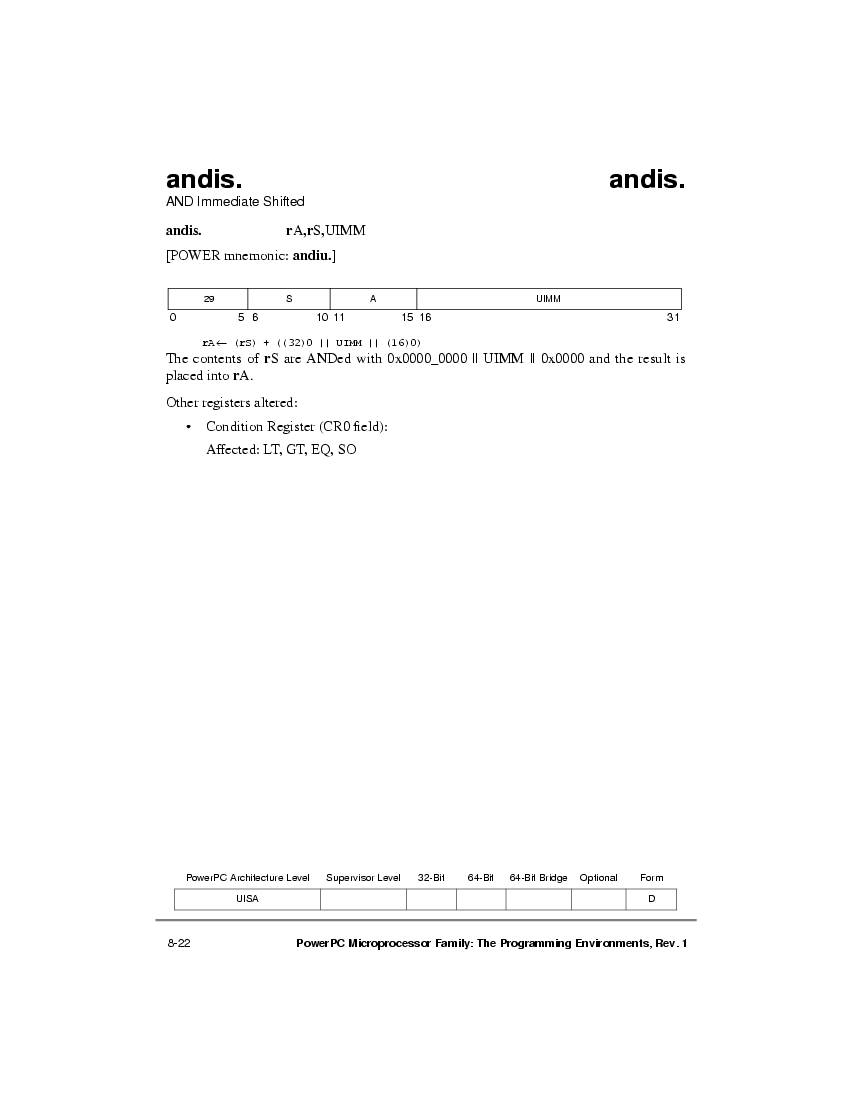 andis. andis.
AND Immediate Shifted
andis. rA,rS,UIMM
[POWER mnemonic: andiu.]
29 S A UIMM
0 5 6 10 11 15 16 31
rA← (rS) + ((32)0 || UIMM || (16)0)
The contents of rS are ANDed with 0x0000_0000 || UIMM || 0x0000 and the result is
placed into rA.
Other registers altered:
• Condition Register (CR0 field):
Affected: LT, GT, EQ, SO
PowerPC Architecture Level Supervisor Level 32-Bit 64-Bit 64-Bit Bridge Optional Form
UISA D
8-22 PowerPC Microprocessor Family: The Programming Environments, Rev. 1